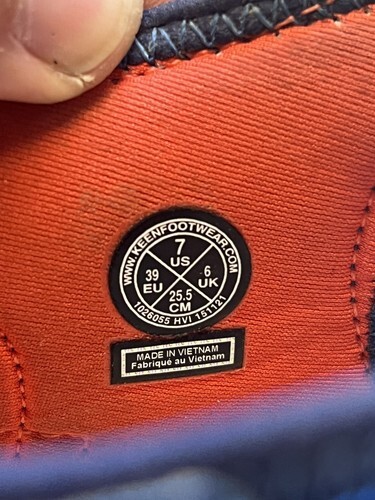 WWW.KEENFOOTWEAR.COM
7
US
39
EU
6
UK
25.5
CM
1026055 HVI 151121
MADE IN VIETNAM
Fabriqué au Vietnam